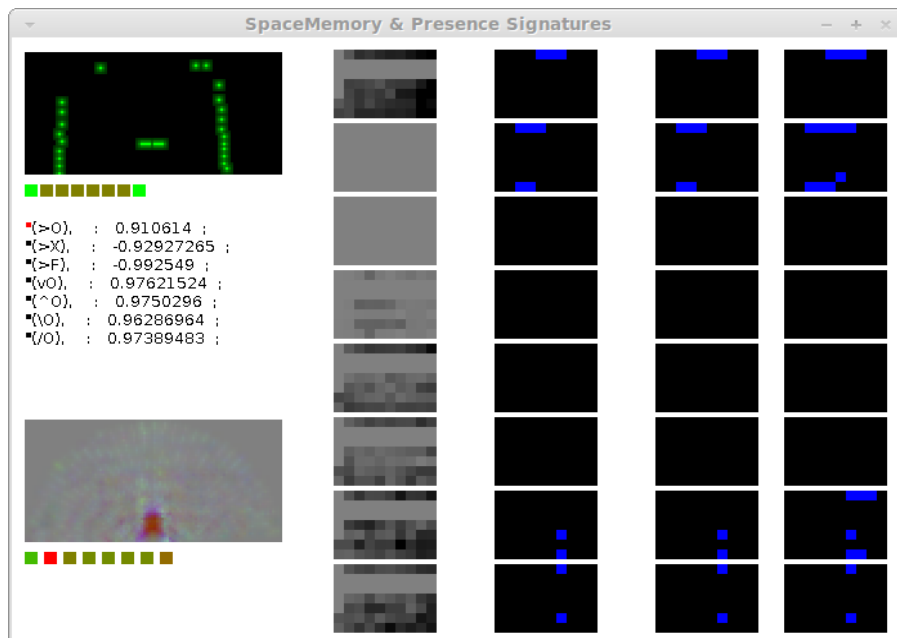 SpaceMemory & Presence Signatures
"(>O), : 0.910614 ;
"(>X), : -0.92927265 ;
"(>F), : -0.992549 ;
"(vO), : 0.97621524 ;
"(^O), : 0.9750296 ;
"(\O), : 0.96286964 ;
"(/O), : 0.97389483 ;